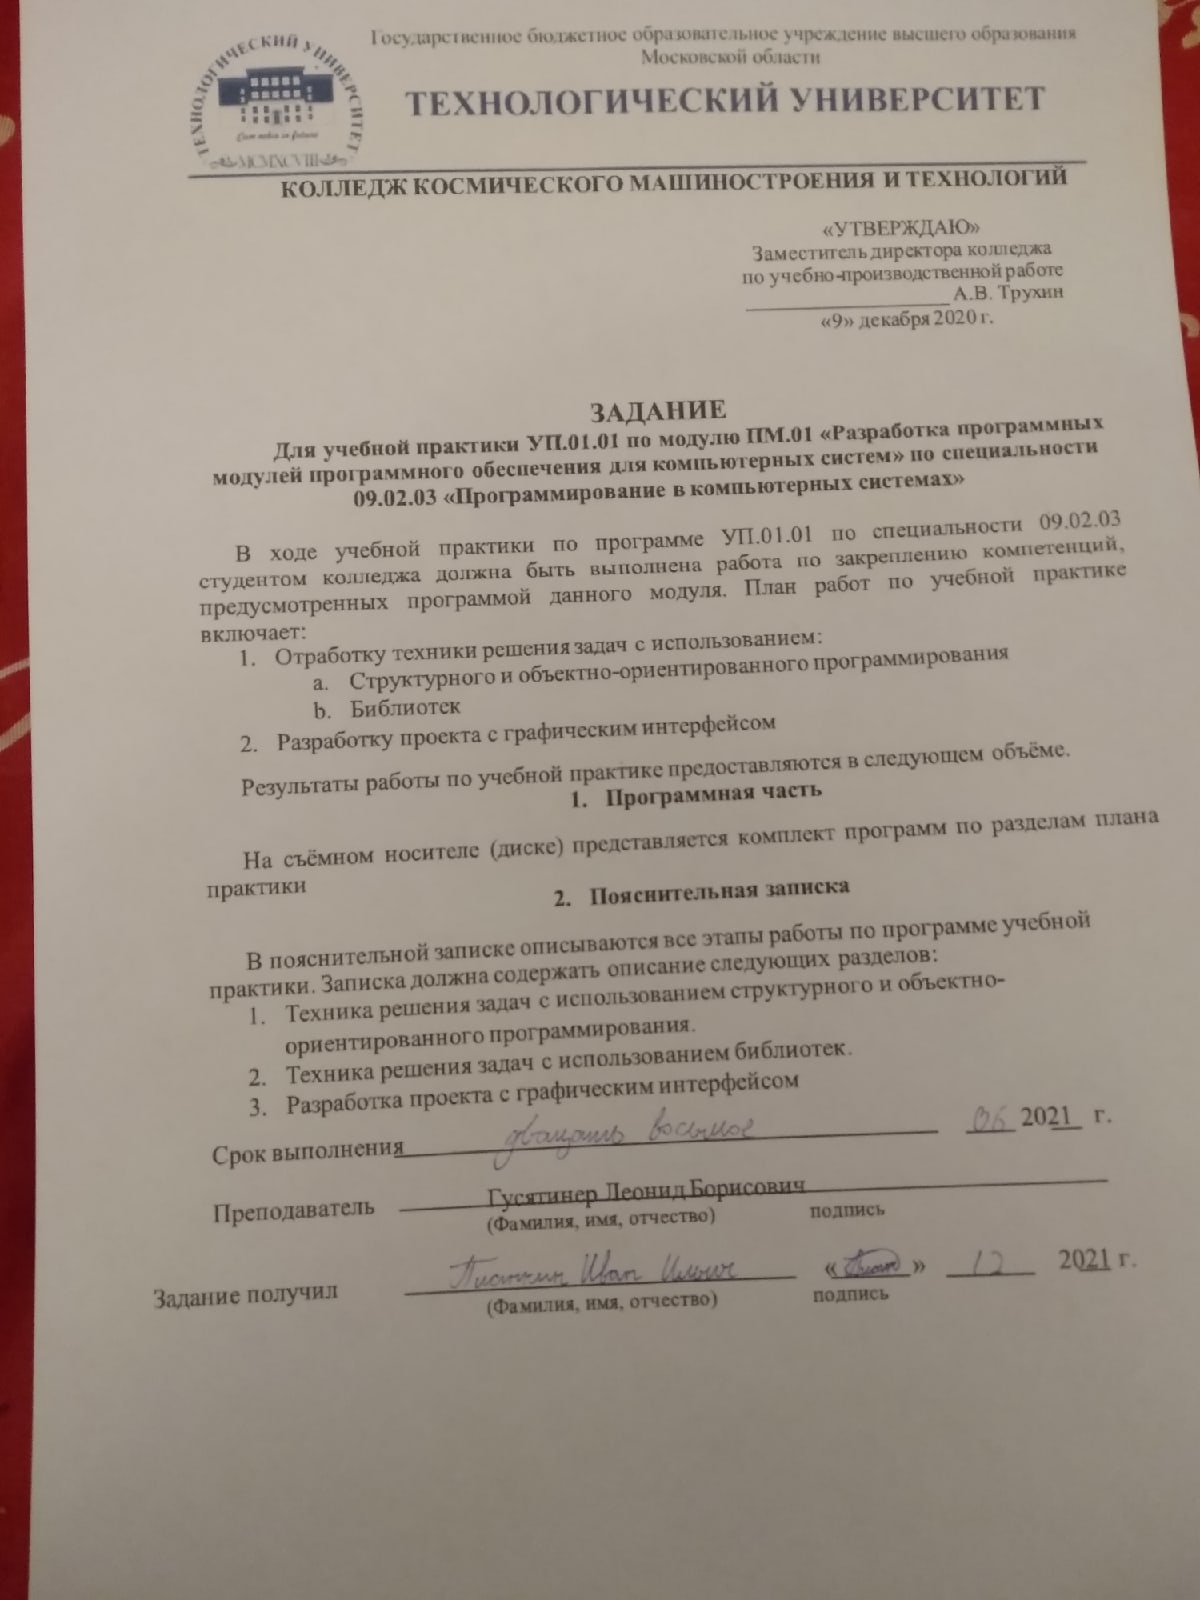 Государственное бюджетное образовательное учреждение высшего образования
Московской области
ТЕХНОЛОГИЧЕСКИЙ УНИВЕРСИТЕТ
ТЕХНОЛОГИЧЕСКИЙ УНИВЕРСИТЕТ
MCMXCVIII
КОЛЛЕДЖ КОСМИЧЕСКОГО МАШИНОСТРОЕНИЯ И ТЕХНОЛОГИЙ
«УТВЕРЖДАЮ»
Заместитель директора колледжа
по учебно-производственной работе
А.В. Трухин
«9» декабря 2020 г.
ЗАДАНИЕ
Для учебной практики УП.01.01 по модулю ПМ.01 «Разработка программных
модулей программного обеспечения для компьютерных систем» по специальности
09.02.03 «Программирование в компьютерных системах»
В ходе учебной практики по программе УП.01.01 по специальности 09.02.03
студентом колледжа должна быть выполнена работа по закреплению компетенций,
предусмотренных программой данного модуля. План работ по учебной практике
включает:
1. Отработку техники решения задач с использованием:
a. Структурного и объектно-ориентированного программирования
b. Библиотек
2. Разработку проекта с графическим интерфейсом
Результаты работы по учебной практике предоставляются в следующем объёме.
1. Программная часть
На съёмном носителе (диске) представляется комплект программ по разделам плана
практики
2. Пояснительная записка
В пояснительной записке описываются все этапы работы по программе учебной
практики. Записка должна содержать описание следующих разделов:
1. Техника решения задач с использованием структурного и объектно-
ориентированного программирования.
2. Техника решения задач с использованием библиотек.
3. Разработка проекта с графическим интерфейсом
Срок выполнения двадцать восьмое 06 2021 г.
Преподаватель Гусятинер Леонид Борисович
(Фамилия, имя, отчество) подпись
Задание получил Иван Ильич « » 12 2021 г.
(Фамилия, имя, отчество) подпись